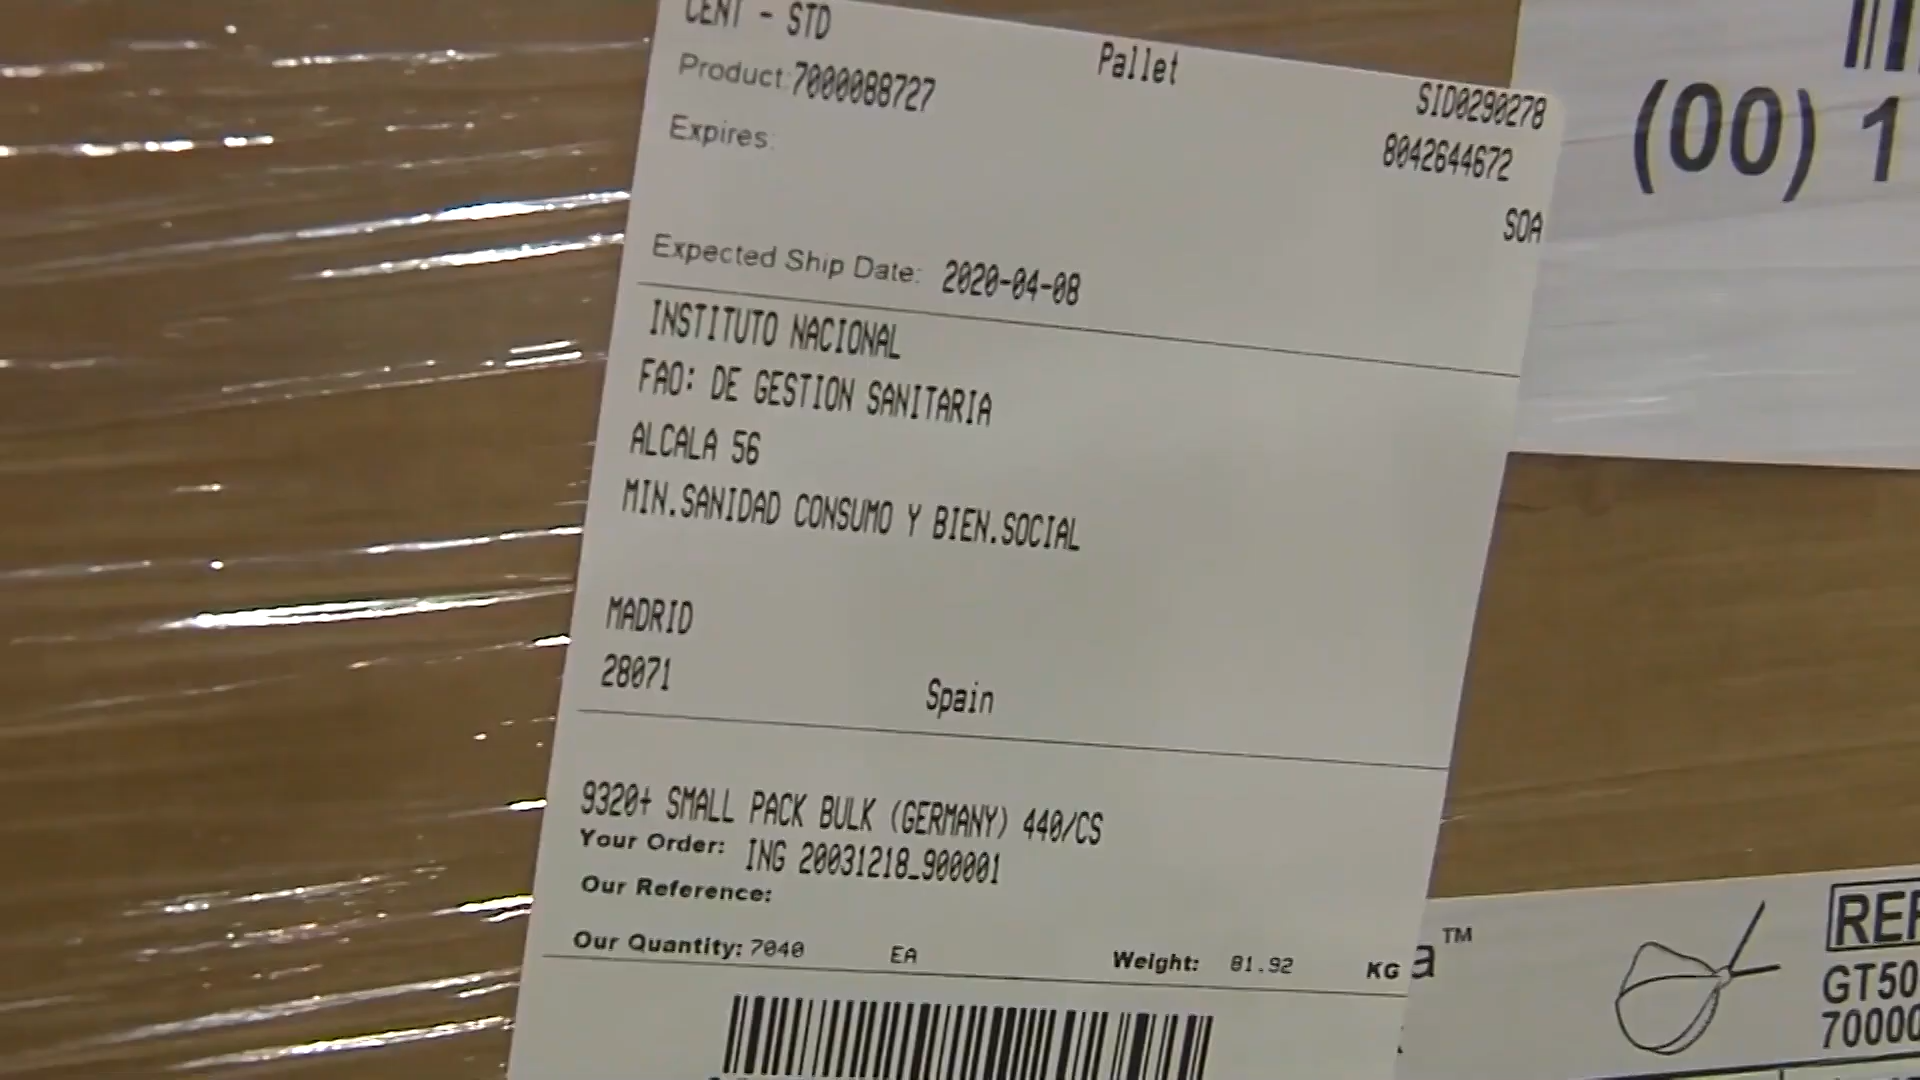 CENT - STD
Pallet
Product: 7000088727
SID0290278
Expires:
8042644672
SOA
Expected Ship Date: 2020-04-08
INSTITUTO NACIONAL
FAO: DE GESTION SANITARIA
ALCALA 56
MIN.SANIDAD CONSUMO Y BIEN.SOCIAL
MADRID
28071 Spain
9320+ SMALL PACK BULK (GERMANY) 440/CS
Your Order: ING 20031218_900001
Our Reference:
Our Quantity: 7040 EA Weight: 81.92 KG
(00) 1
a™
REF
GT50
7000